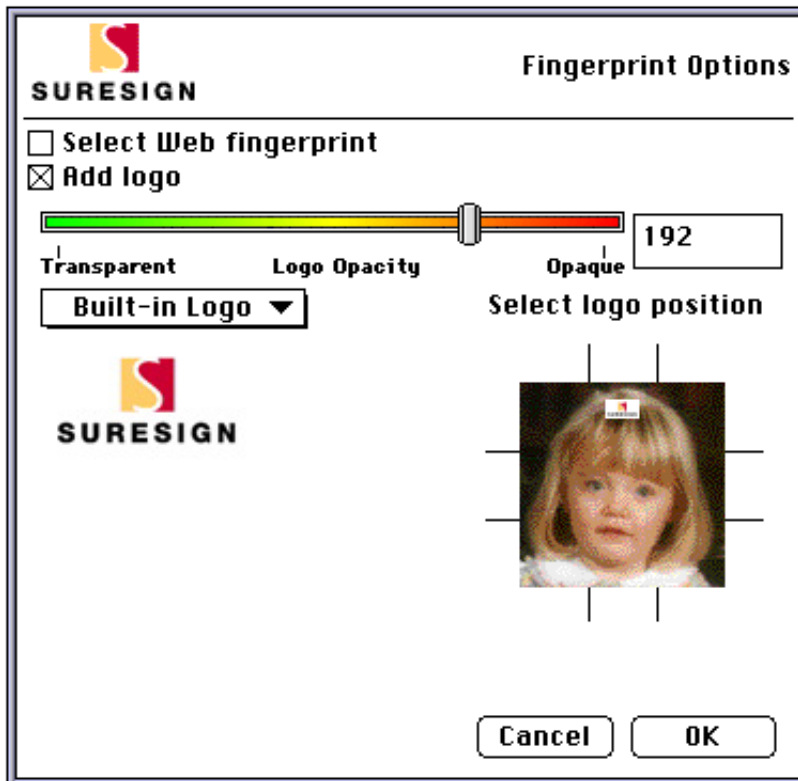 SURESIGN
Fingerprint Options
Select Web fingerprint
Add logo
192
Transparent Logo Opacity Opaque
Built-in Logo
Select logo position
SURESIGN
Cancel OK